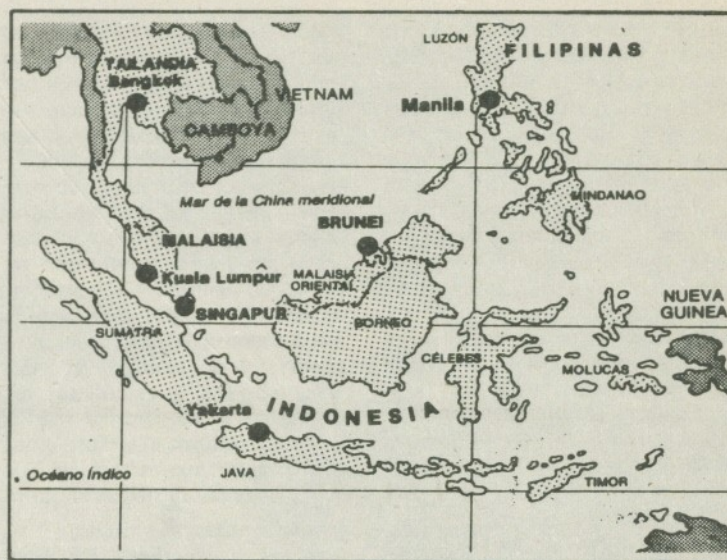 LUZÓN
FILIPINAS
TAILANDIA
Bangkok
VIETNAM
Manila
CAMBOYA
Mar de la China meridional
MINDANAO
BRUNEI
MALAISIA
Kuala Lumpur
MALAISIA
ORIENTAL
SINGAPUR
NUEVA
GUINEA
SUMATRA
BORNEO
CÉLEBES
MOLUCAS
Yakarta
INDONESIA
Océano Índico
JAVA
TIMOR